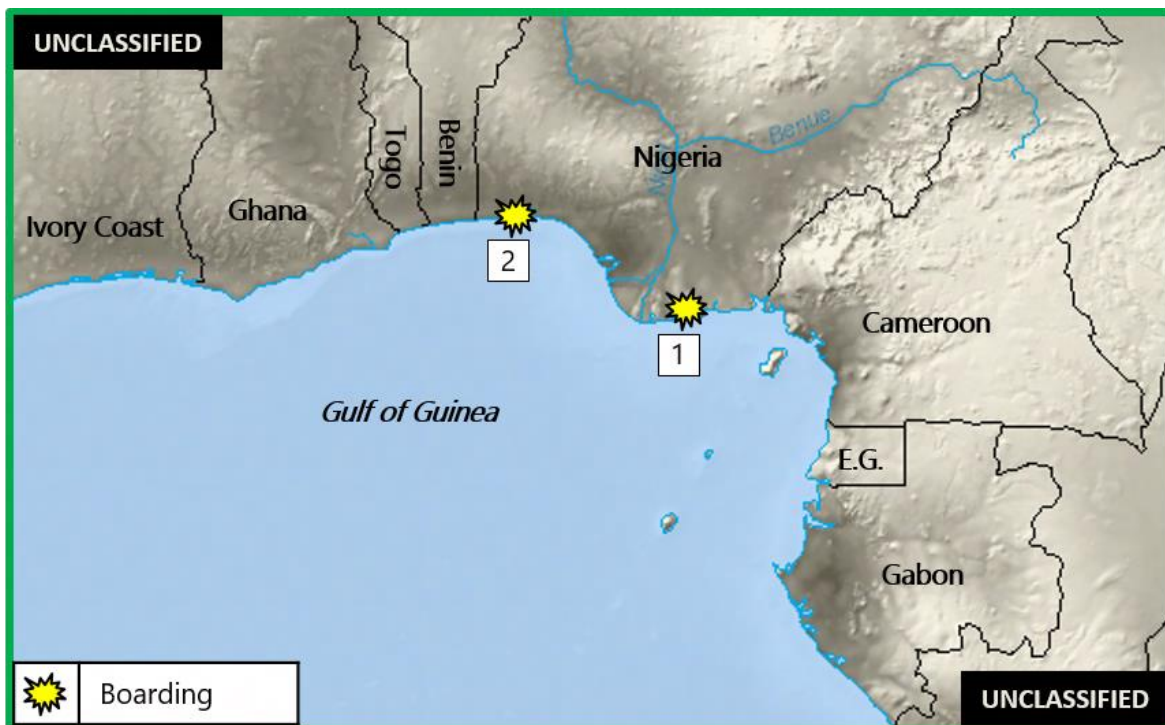 UNCLASSIFIED
Benue
Togo
Benin
Nigeria
Ghana
Ivory Coast
2
1
Cameroon
Gulf of Guinea
E.G.
Gabon
Boarding
UNCLASSIFIED